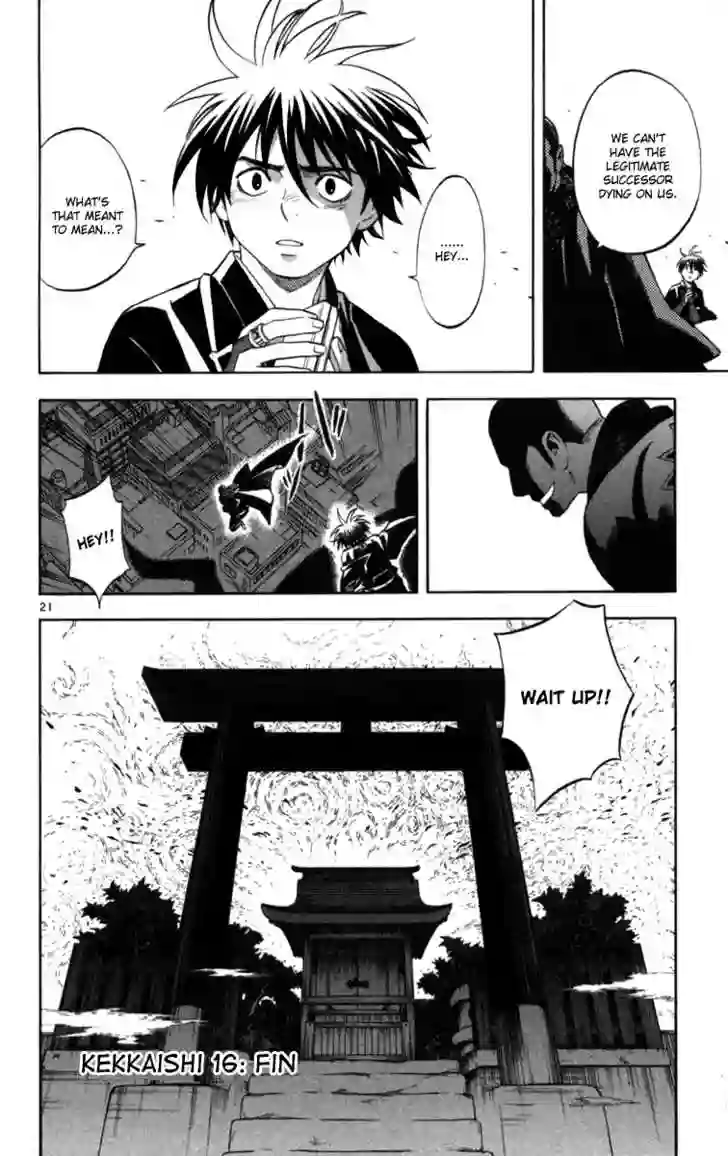 WE CAN'T
HAVE THE
LEGITIMATE
SUCCESSOR
DYING ON
US.
......
HEY...
WHAT'S
THAT MEANT
TO MEAN...?
HEY!!
21
WAIT UP!!
KEKKAISHI 16: FIN